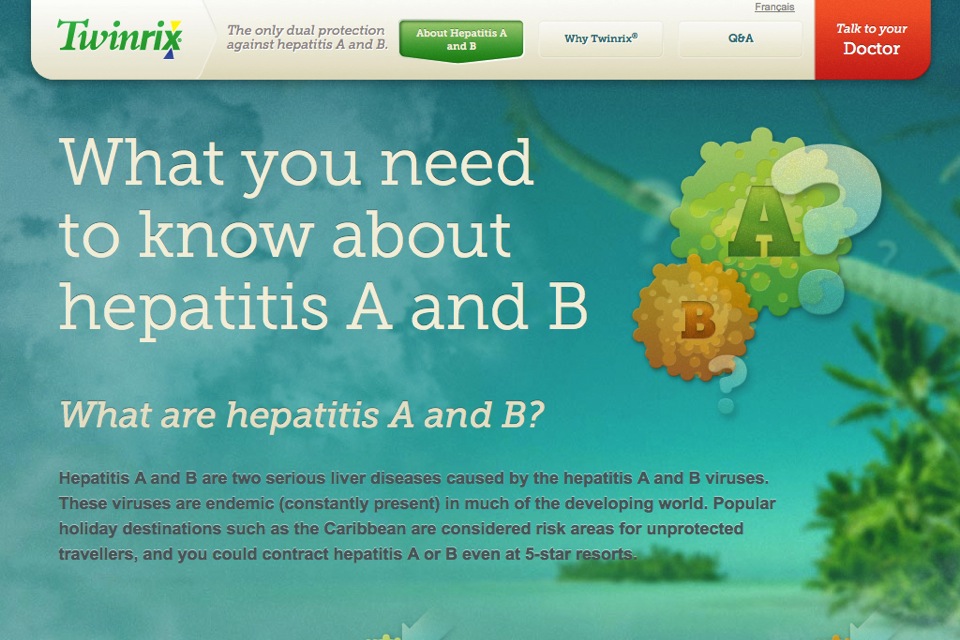 Français
Twinrix
The only dual protection
against hepatitis A and B.
About Hepatitis A
and B
Why Twinrix®
Q&A
Talk to your
Doctor
What you need
to know about
hepatitis A and B
A
?
?
B
?
?
What are hepatitis A and B?
Hepatitis A and B are two serious liver diseases caused by the hepatitis A and B viruses.
These viruses are endemic (constantly present) in much of the developing world. Popular
holiday destinations such as the Caribbean are considered risk areas for unprotected
travellers, and you could contract hepatitis A or B even at 5-star resorts.